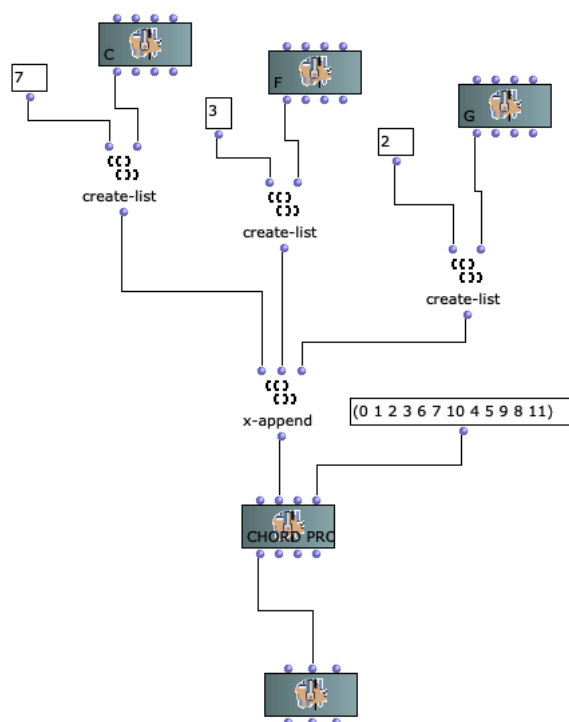 C
7
F
3
G
2
create-list
create-list
create-list
x-append
(0 1 2 3 6 7 10 4 5 9 8 11)
CHORD PRO